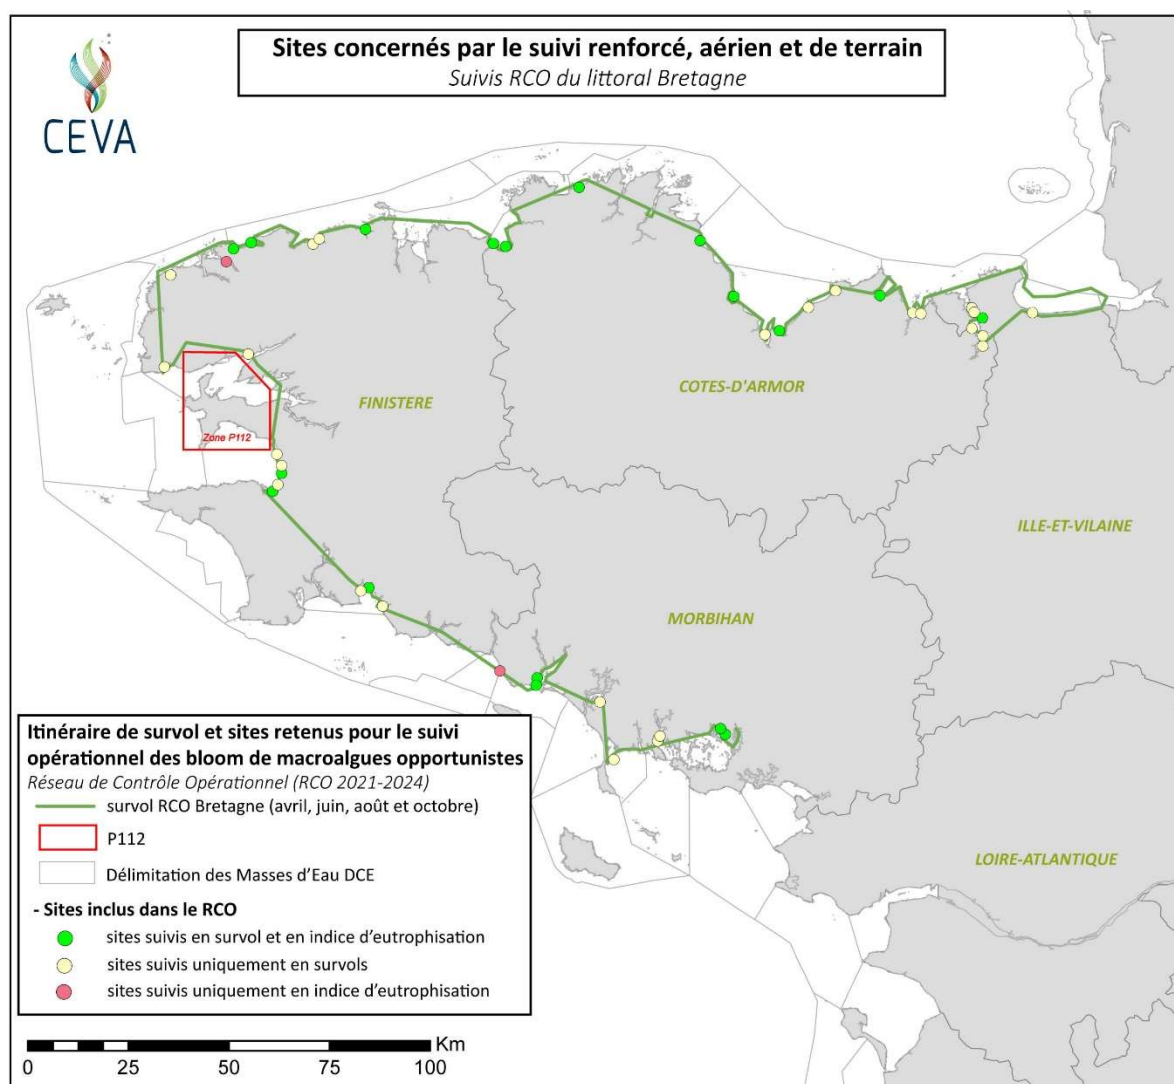 Sites concernés par le suivi renforcé, aérien et de terrain
Suivis RCO du littoral Bretagne
CEVA
FINISTERE
COTES-D'ARMOR
Zone P112
ILLE-ET-VILAINE
MORBIHAN
LOIRE-ATLANTIQUE
Itinéraire de survol et sites retenus pour le suivi
opérationnel des bloom de macroalgues opportunistes
Réseau de Contrôle Opérationnel (RCO 2021-2024)
survol RCO Bretagne (avril, juin, août et octobre)
P112
Délimitation des Masses d'Eau DCE
- Sites inclus dans le RCO
sites suivis en survol et en indice d'eutrophisation
sites suivis uniquement en survols
sites suivis uniquement en indice d'eutrophisation
Km
0 25 50 75 100